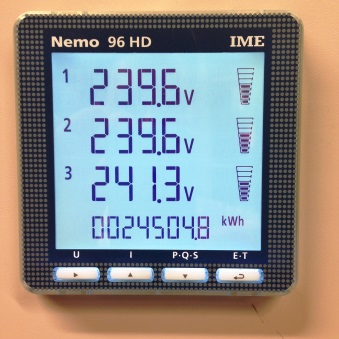 Nemo 96 HD IME
1 239.6 V
2 239.6 V
3 241.3 V
0024504.8 kWh
U I P·Q·S E·T